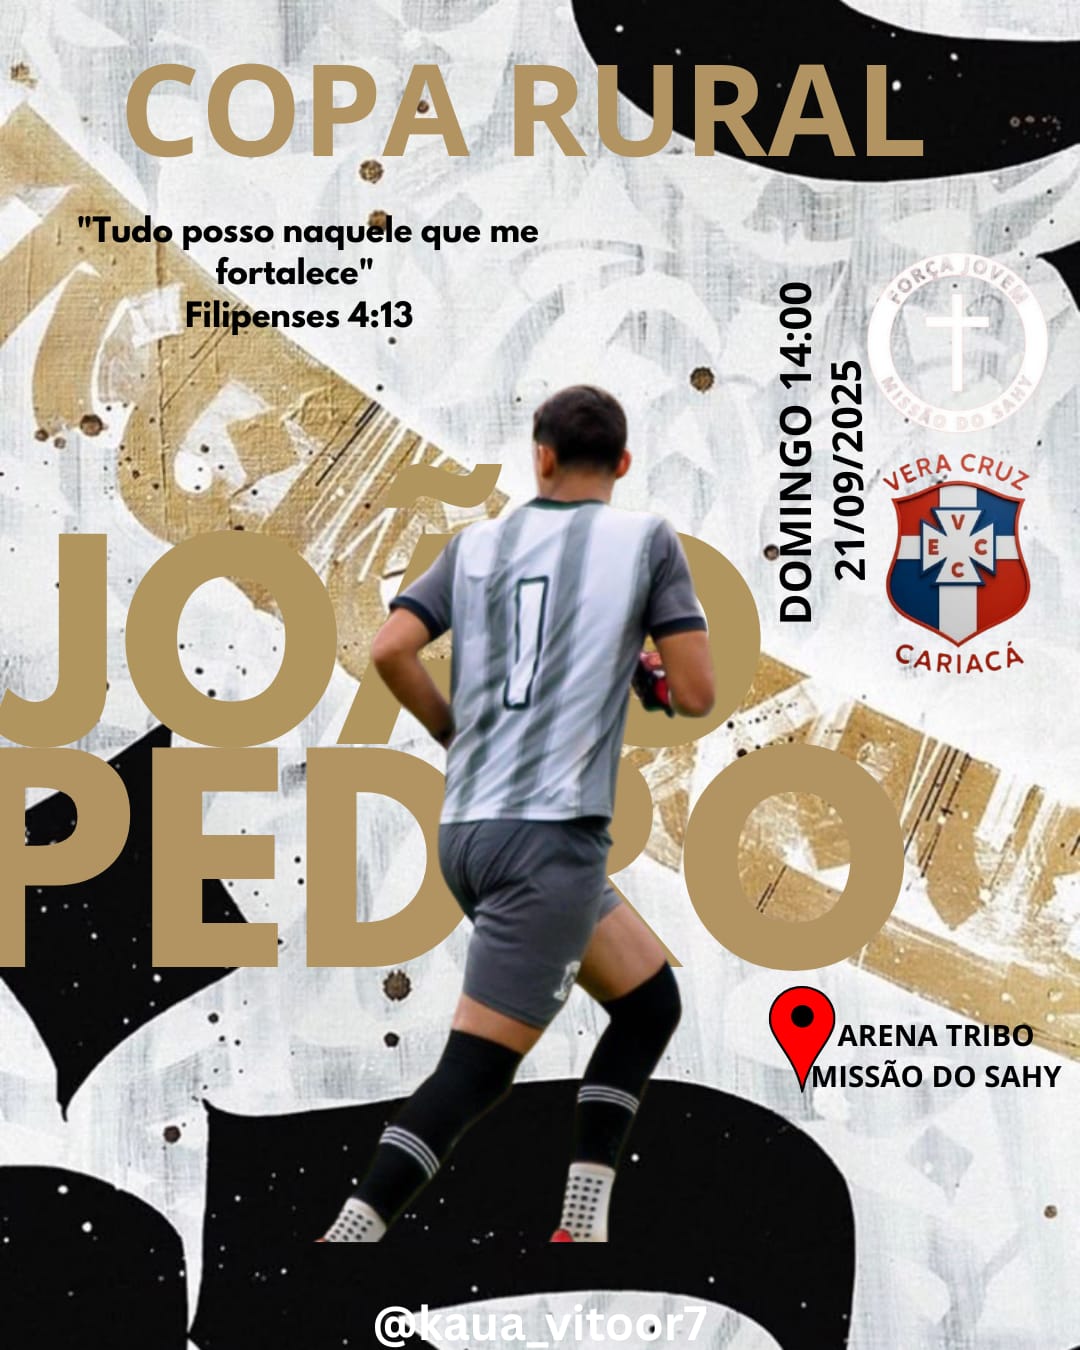 COPA RURAL
"Tudo posso naquele que me
fortalece"
Filipenses 4:13
DOMINGO 14:00
21/09/2025
FORÇA JOVEM
MISSÃO DO SAHY
VERA CRUZ
V
E C
C
CARIACÁ
JOÃO
PEDRO
1
ARENA TRIBO
MISSÃO DO SAHY
@kaua_vitoor7